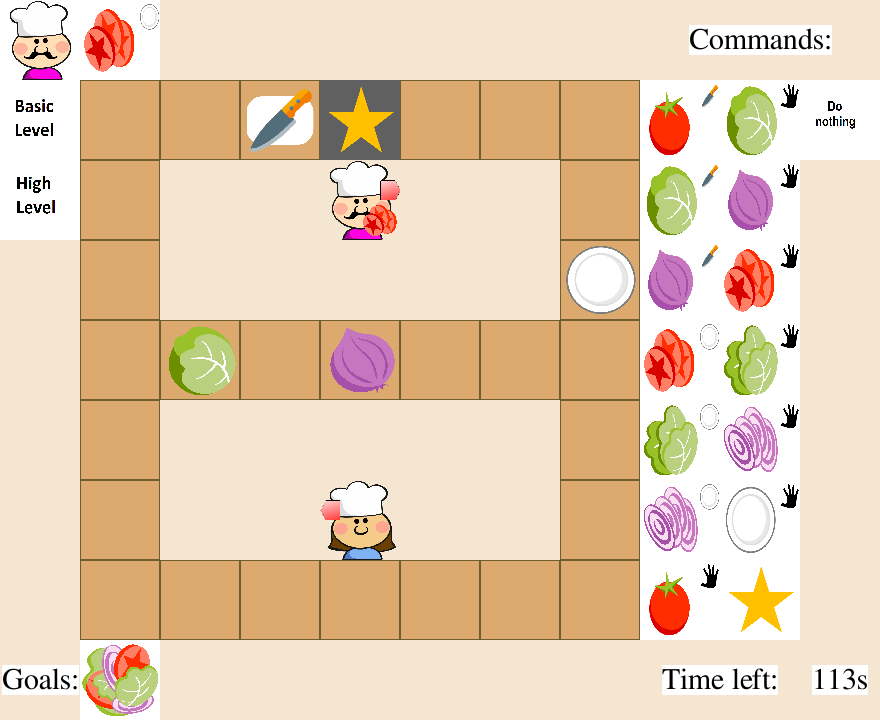 Commands:
Basic
Level
Do
nothing
High
Level
Goals:
Time left: 113s